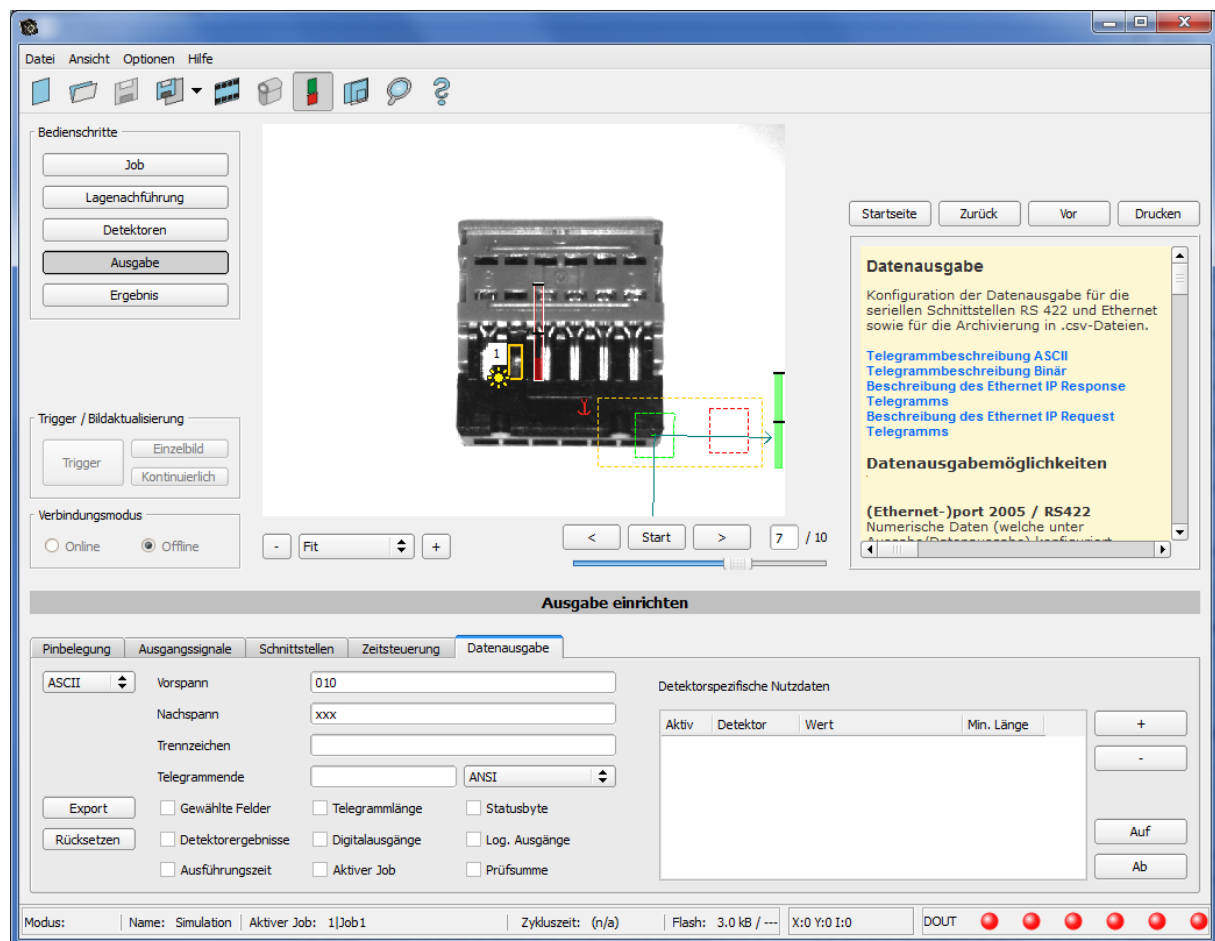 Datei Ansicht Optionen Hilfe
Bedienschritte
Job
Lagenachführung
Detektoren
Ausgabe
Ergebnis
Trigger / Bildaktualisierung
Trigger
Einzelbild
Kontinuierlich
Verbindungsmodus
Online Offline
1
- Fit +
< Start > 7 / 10
Startseite Zurück Vor Drucken
Datenausgabe
Konfiguration der Datenausgabe für die
seriellen Schnittstellen RS 422 und Ethernet
sowie für die Archivierung in .csv-Dateien.
Telegrammbeschreibung ASCII
Telegrammbeschreibung Binär
Beschreibung des Ethernet IP Response
Telegramms
Beschreibung des Ethernet IP Request
Telegramms
Datenausgabemöglichkeiten
(Ethernet-)port 2005 / RS422
Numerische Daten (welche unter
Ausgabe/Datenausgabe) konfiguriert
Ausgabe einrichten
Pinbelegung Ausgangssignale Schnittstellen Zeitsteuerung Datenausgabe
ASCII Vorspann 010
Nachspann xxx
Trennzeichen
Telegrammende ANSI
Export Gewählte Felder Telegrammlänge Statusbyte
Rücksetzen Detektorergebnisse Digitalausgänge Log. Ausgänge
Ausführungszeit Aktiver Job Prüfsumme
Detektorspezifische Nutzdaten
Aktiv Detektor Wert Min. Länge
+
-
Auf
Ab
Modus: Name: Simulation Aktiver Job: 1|Job1 Zykluszeit: (n/a) Flash: 3.0 kB / --- X:0 Y:0 I:0 DOUT